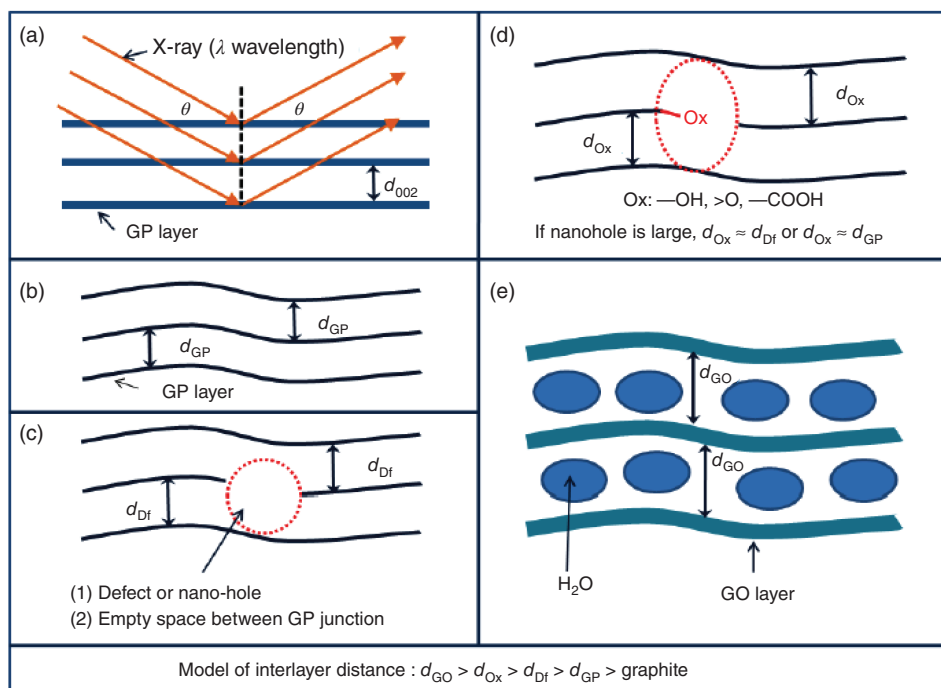 (a)
X-ray (λ wavelength)
θ θ
d002
GP layer
(b)
dGP
dGP
GP layer
(c)
dDf
dDf
(1) Defect or nano-hole
(2) Empty space between GP junction
(d)
dOx
Ox
dOx
Ox: —OH, >O, —COOH
If nanohole is large, dOx ≈ dDf or dOx ≈ dGP
(e)
dGO
dGO
H2O
GO layer
Model of interlayer distance : dGO > dOx > dDf > dGP > graphite